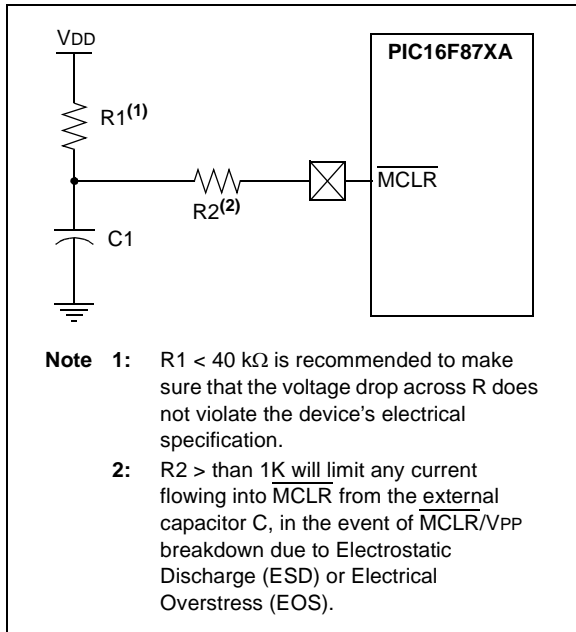 VDD
PIC16F87XA
R1(1)
MCLR
R2(2)
C1
Note 1: R1 < 40 kΩ is recommended to make
sure that the voltage drop across R does
not violate the device's electrical
specification.
2: R2 > than 1K will limit any current
flowing into MCLR from the external
capacitor C, in the event of MCLR/VPP
breakdown due to Electrostatic
Discharge (ESD) or Electrical
Overstress (EOS).